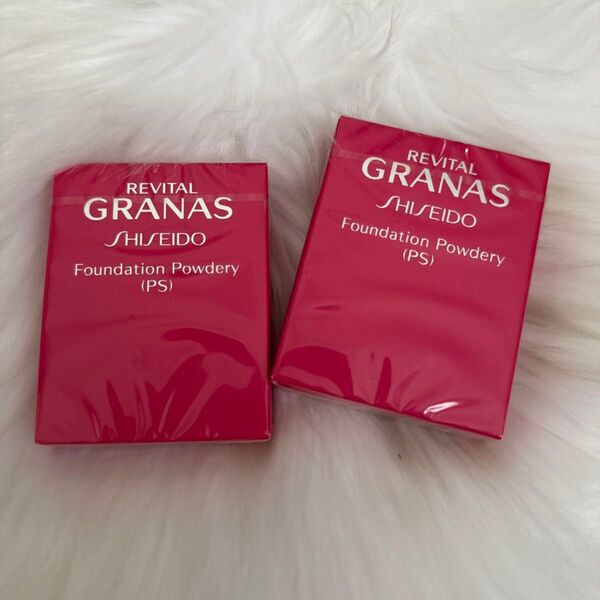 REVITAL
GRANAS
SHISEIDO
Foundation Powdery
(PS)
REVITAL
GRANAS
SHISEIDO
Foundation Powdery
(PS)